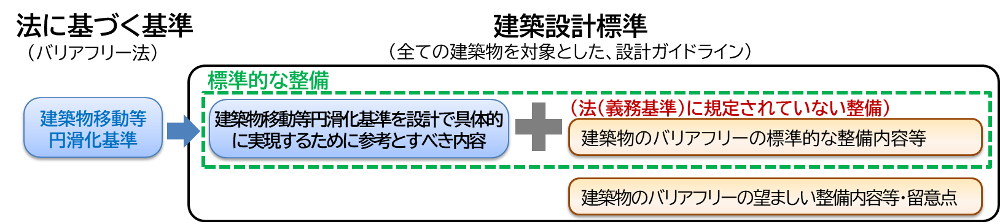 法に基づく基準
（バリアフリー法）
建築設計標準
（全ての建築物を対象とした、設計ガイドライン）
標準的な整備
建築物移動等
円滑化基準
建築物移動等円滑化基準を設計で具体的
に実現するために参考とすべき内容
（法（義務基準）に規定されていない整備）
建築物のバリアフリーの標準的な整備内容等
建築物のバリアフリーの望ましい整備内容等・留意点